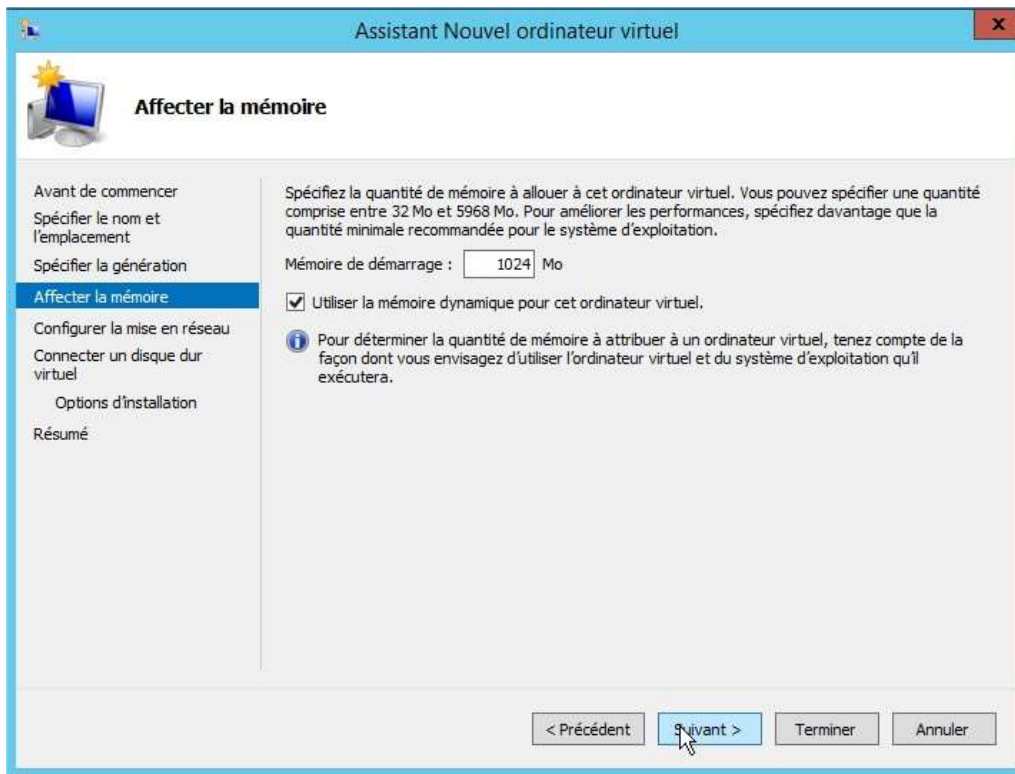 Assistant Nouvel ordinateur virtuel
x
Affecter la mémoire
Avant de commencer
Spécifier le nom et
l'emplacement
Spécifier la génération
Affecter la mémoire
Configurer la mise en réseau
Connecter un disque dur
virtuel
Options d'installation
Résumé
Spécifiez la quantité de mémoire à allouer à cet ordinateur virtuel. Vous pouvez spécifier une quantité
comprise entre 32 Mo et 5968 Mo. Pour améliorer les performances, spécifiez davantage que la
quantité minimale recommandée pour le système d'exploitation.
Mémoire de démarrage : 1024 Mo
Utiliser la mémoire dynamique pour cet ordinateur virtuel.
Pour déterminer la quantité de mémoire à attribuer à un ordinateur virtuel, tenez compte de la
façon dont vous envisagez d'utiliser l'ordinateur virtuel et du système d'exploitation qu'il
exécutera.
< Précédent Suivant > Terminer Annuler